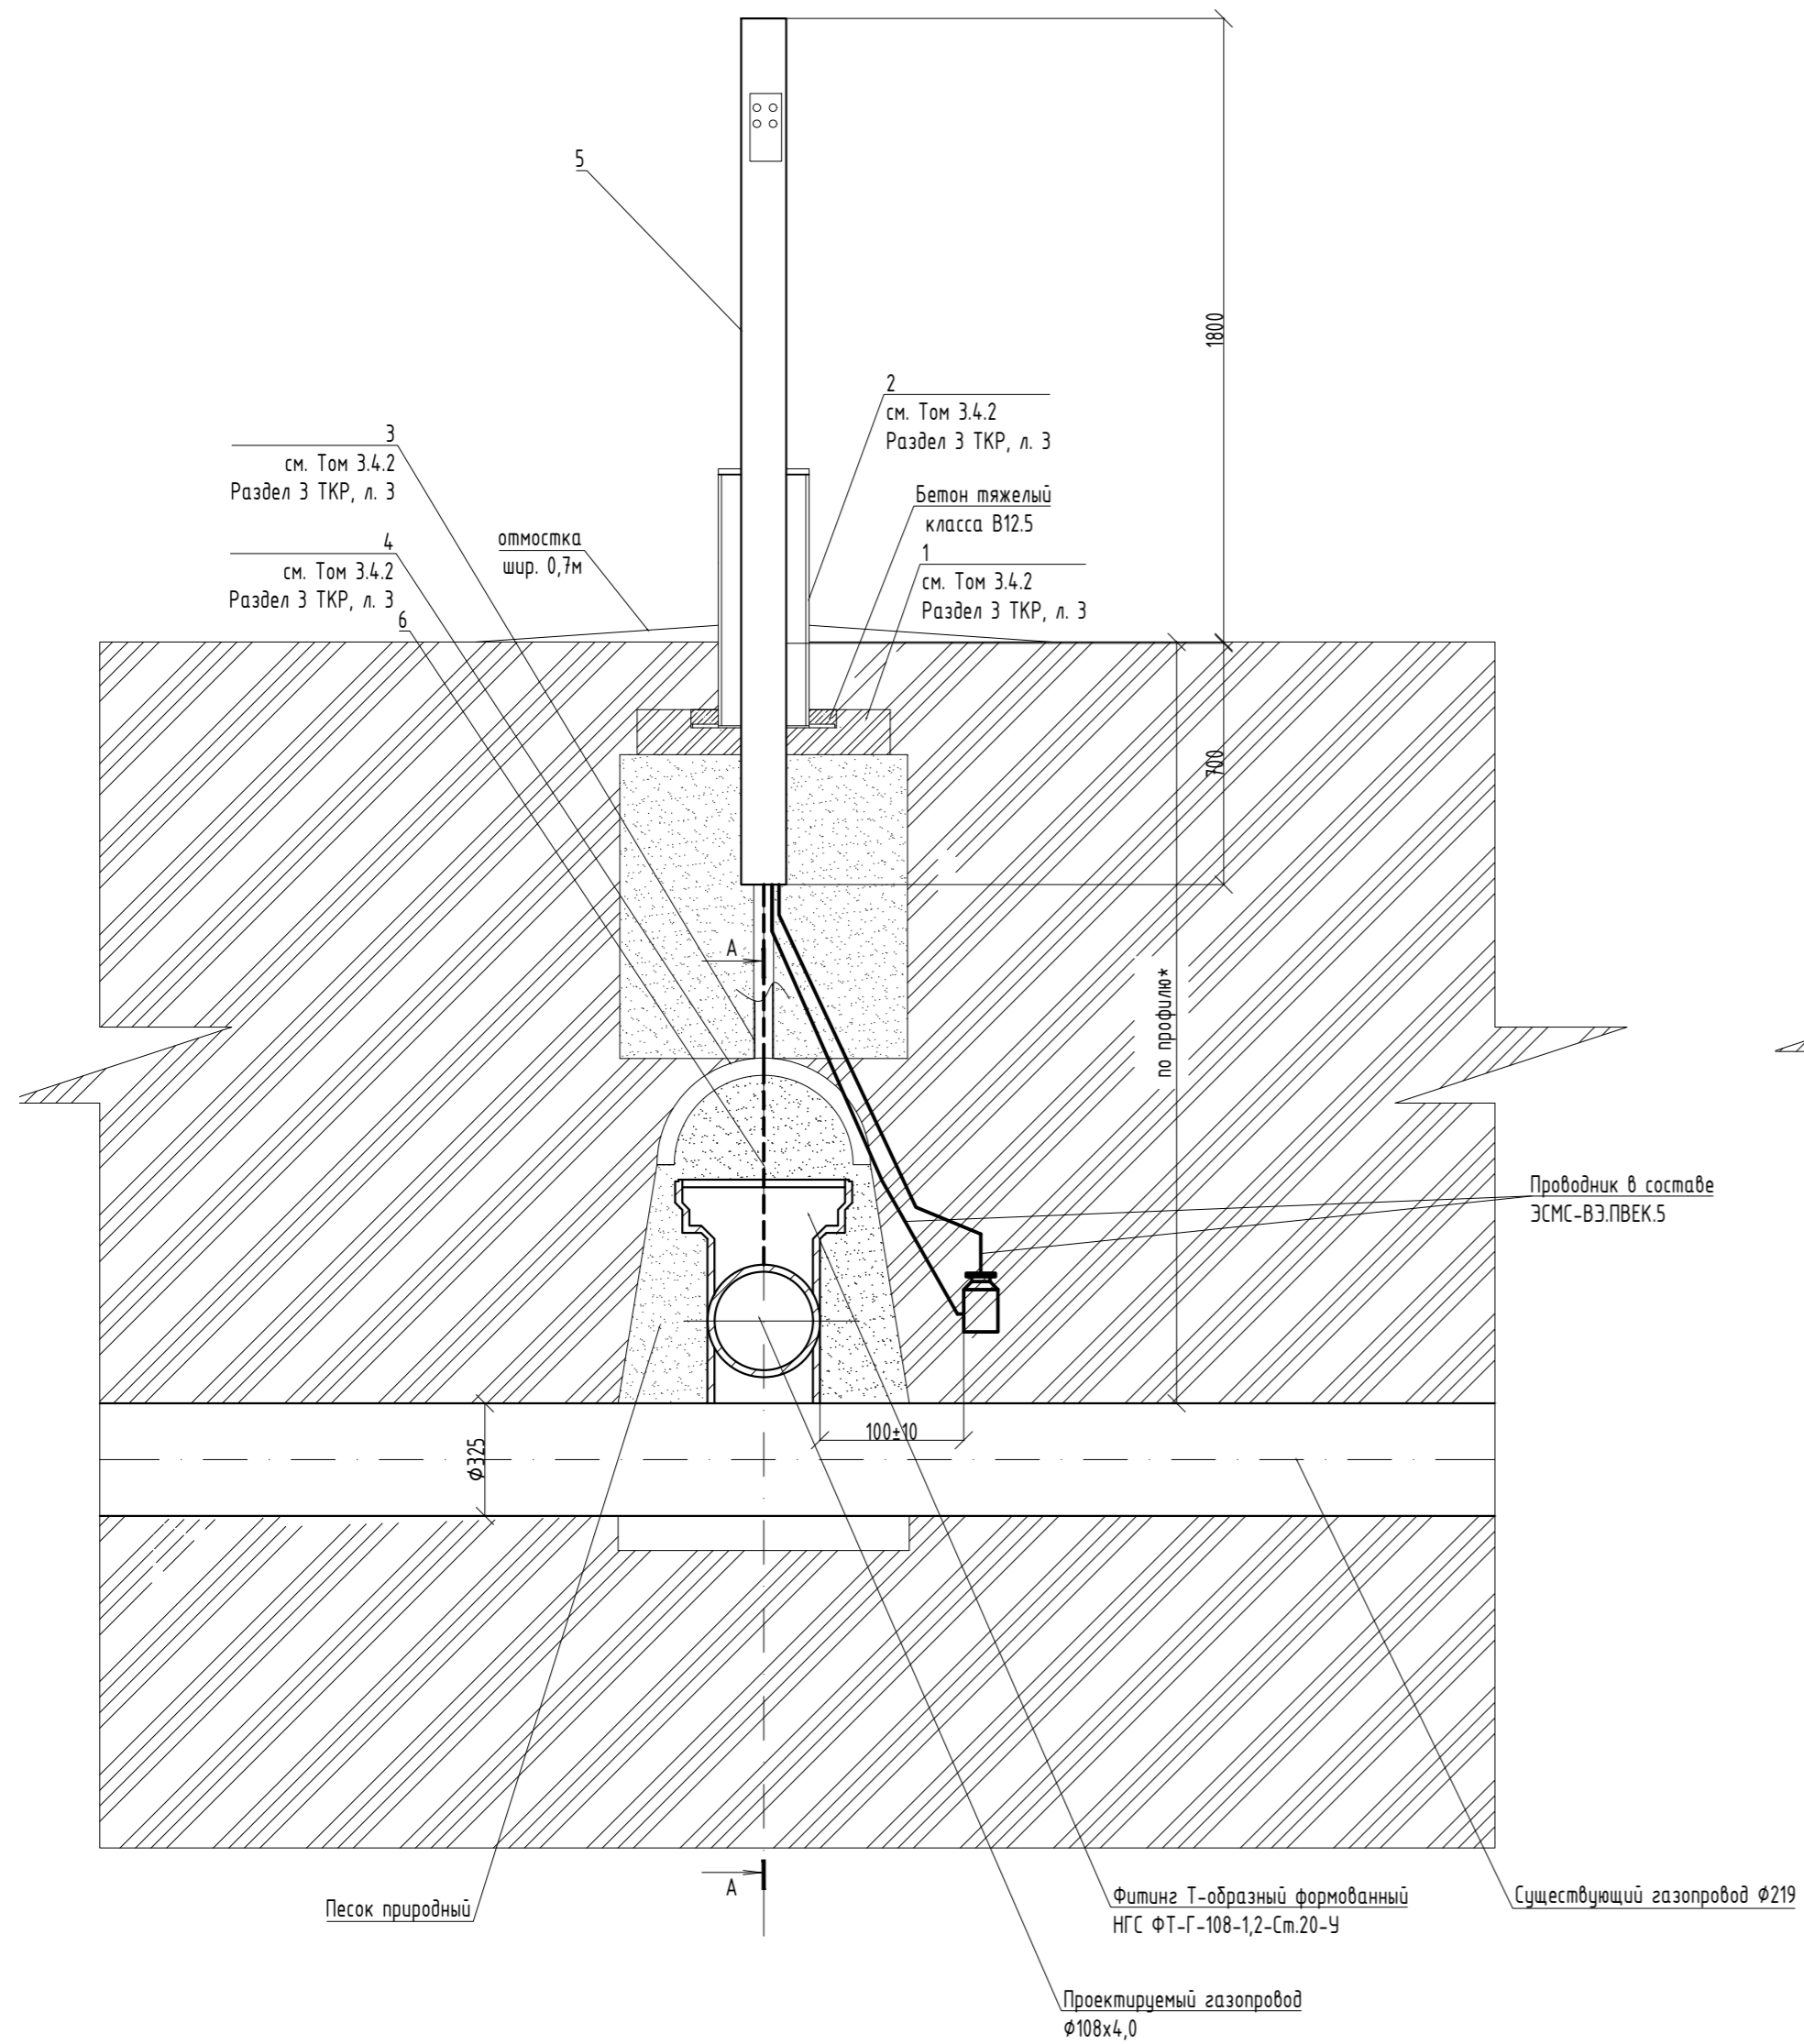 5
1800
2
см. Том 3.4.2
Раздел 3 ТКР, л. 3
3
см. Том 3.4.2
Раздел 3 ТКР, л. 3
Бетон тяжелый
класса В12.5
4
см. Том 3.4.2
Раздел 3 ТКР, л. 3
отмостка
шир. 0,7м
1
см. Том 3.4.2
Раздел 3 ТКР, л. 3
6
700
А
по профилю*
Проводник в составе
ЭСМС-ВЭ.ПВЕК.5
100±10
Ф325
А
Песок природный
Фитинг Т-образный формованный
НГС ФТ-Г-108-1,2-Ст.20-У
Существующий газопровод Ф219
Проектируемый газопровод
Ф108х4,0